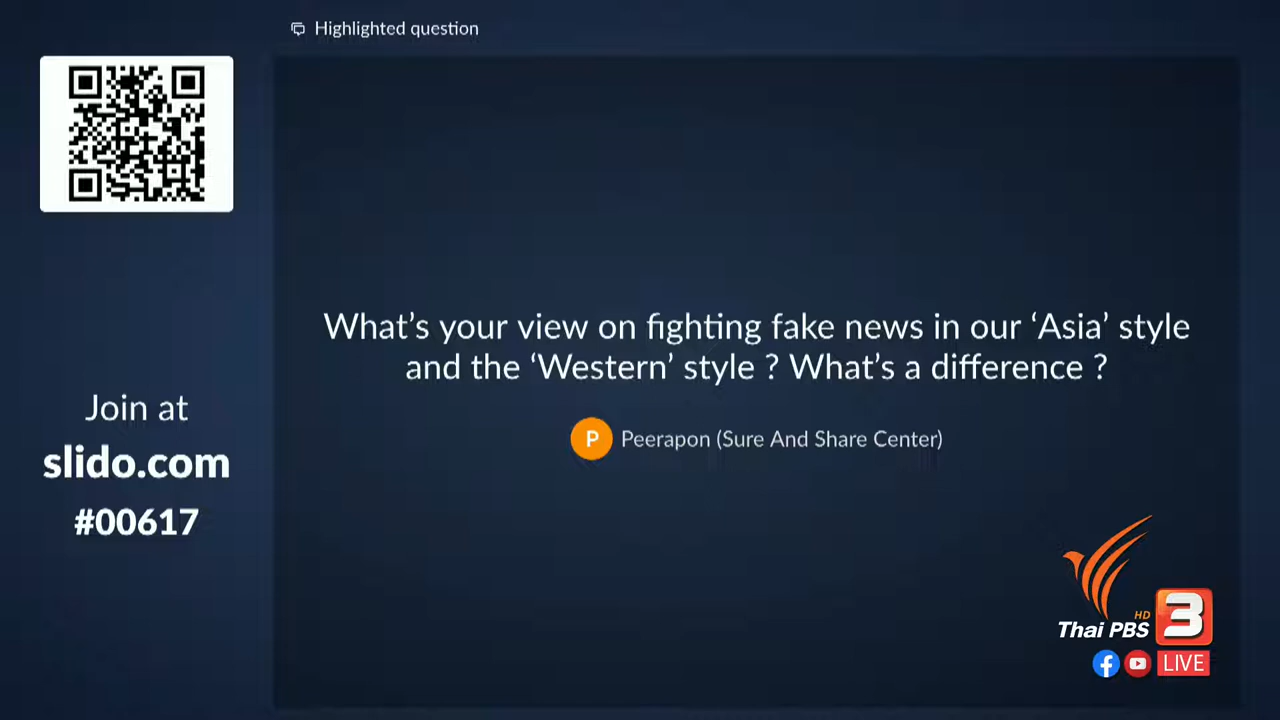 Highlighted question
What's your view on fighting fake news in our ‘Asia’ style
and the ‘Western’ style ? What's a difference ?
P Peerapon (Sure And Share Center)
Join at
slido.com
#00617
HD
Thai PBS 3
LIVE